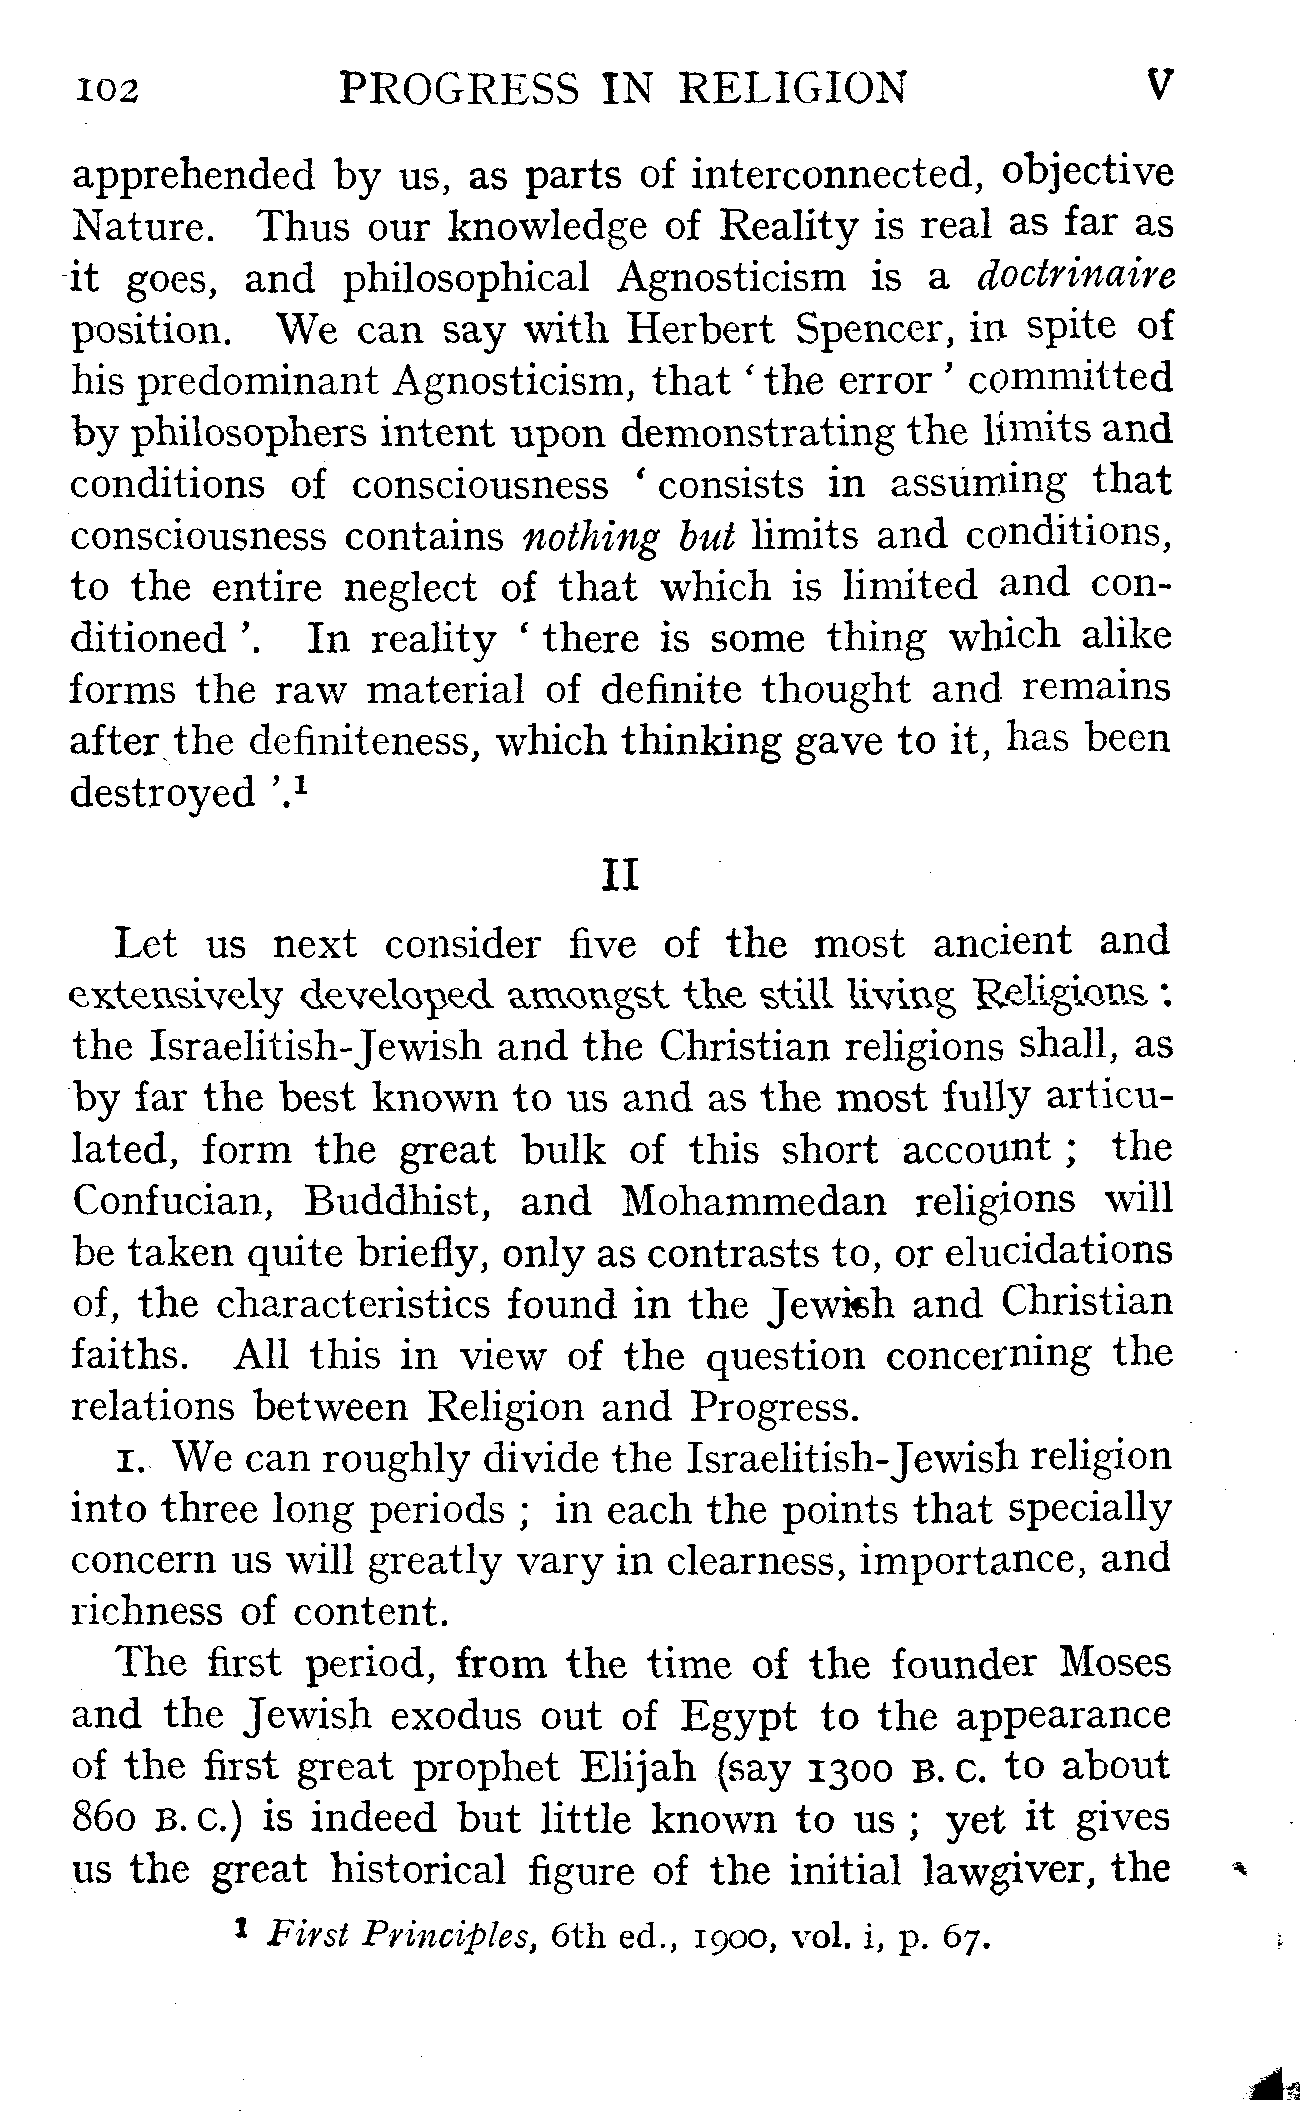 102 PROGRESS IN RELIGION V
apprehended by us, as parts of interconnected, objective
Nature. Thus our knowledge of Reality is real as far as
it goes, and philosophical Agnosticism is a doctrinaire
position. We can say with Herbert Spencer, in spite of
his predominant Agnosticism, that ‘ the error ’ committed
by philosophers intent upon demonstrating the limits and
conditions of consciousness ‘ consists in assuming that
consciousness contains nothing but limits and conditions,
to the entire neglect of that which is limited and con-
ditioned ’. In reality ‘ there is some thing which alike
forms the raw material of definite thought and remains
after the definiteness, which thinking gave to it, has been
destroyed ’.¹
II
Let us next consider five of the most ancient and
extensively developed amongst the still living Religions :
the Israelitish-Jewish and the Christian religions shall, as
by far the best known to us and as the most fully articu-
lated, form the great bulk of this short account ; the
Confucian, Buddhist, and Mohammedan religions will
be taken quite briefly, only as contrasts to, or elucidations
of, the characteristics found in the Jewish and Christian
faiths. All this in view of the question concerning the
relations between Religion and Progress.
1. We can roughly divide the Israelitish-Jewish religion
into three long periods ; in each the points that specially
concern us will greatly vary in clearness, importance, and
richness of content.
The first period, from the time of the founder Moses
and the Jewish exodus out of Egypt to the appearance
of the first great prophet Elijah (say 1300 B. C. to about
860 B. C.) is indeed but little known to us ; yet it gives
us the great historical figure of the initial lawgiver, the
¹ First Principles, 6th ed., 1900, vol. i, p. 67.